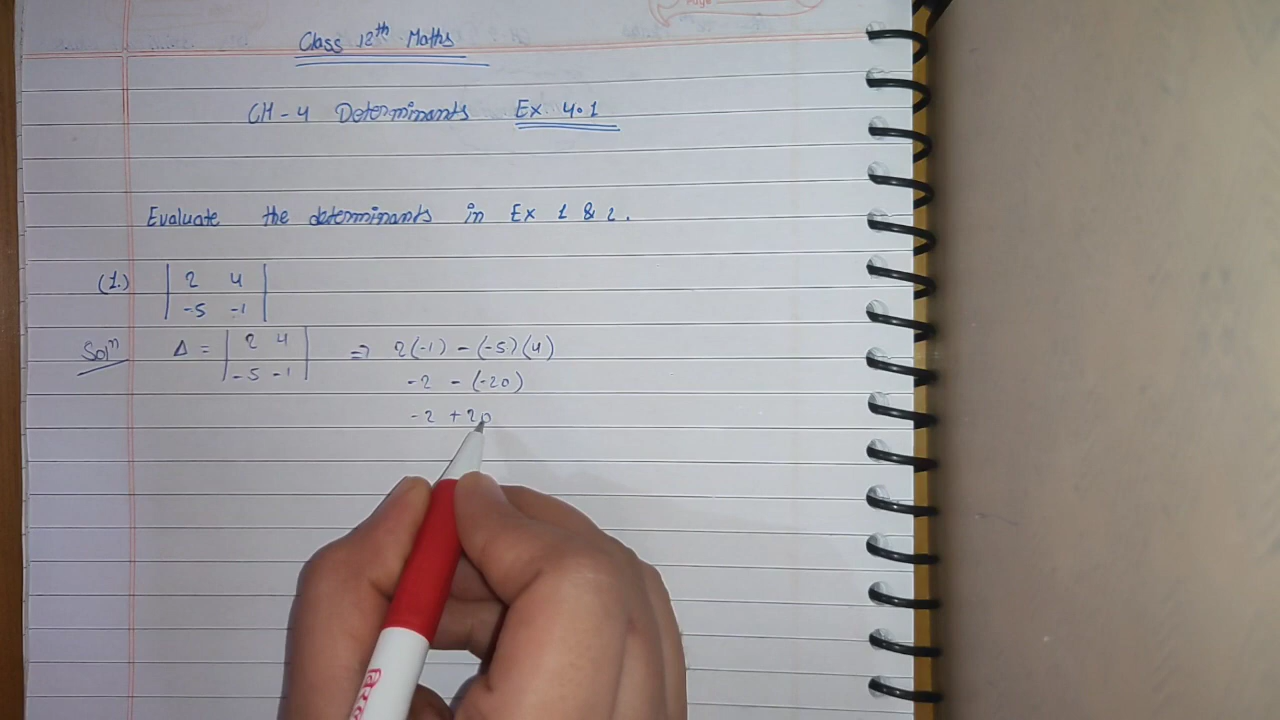 Page
Class 12th Maths
CH-4 Determinants Ex. 4.1
Evaluate the determinants in Ex 1 & 2.
(1.) | 2 4 |
| -5 -1 |
Soln Δ = | 2 4 | ⇒ 2(-1) - (-5)(4)
| -5 -1 |
-2 - (-20)
-2 + 20